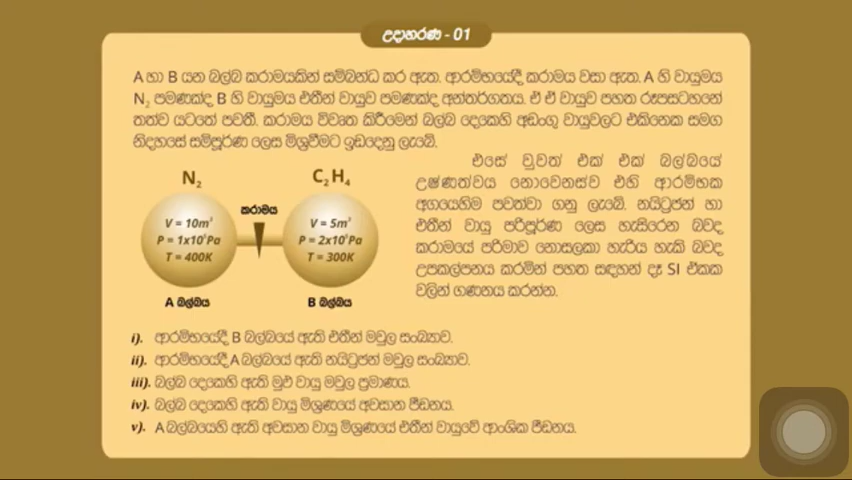 උදාහරණ - 01
A හා B යන බල්බ කරාමයකින් සම්බන්ධ කර ඇත. ආරම්භයේදී කරාමය වසා ඇත. A හි වායුමය
N₂ පමණක්ද B හි වායුමය එතීන් වායුව පමණක්ද අන්තර්ගතය. ඒ ඒ වායුව පහත රූපසටහනේ
තත්ව යටතේ පවතී. කරාමය විවෘත කිරීමෙන් බල්බ දෙකෙහි අඩංගු වායුවලට එකිනෙක සමග
නිදහසේ සම්පූර්ණ ලෙස මිශ්‍රවීමට ඉඩදෙනු ලැබේ.
එසේ වුවත් එක් එක් බල්බයේ
උෂ්ණත්වය නොවෙනස්ව එහි ආරම්භක
අගයෙහිම පවත්වා ගනු ලැබේ. නයිට්‍රජන් හා
එතීන් වායු පරිපූර්ණ ලෙස හැසිරෙන බවද
කරාමයේ පරිමාව නොසලකා හැරිය හැකි බවද
උපකල්පනය කරමින් පහත සඳහන් දෑ SI ඒකක
වලින් ගණනය කරන්න.
N₂
C₂H₄
කරාමය
V = 10m³
P = 1x10⁵Pa
T = 400K
V = 5m³
P = 2x10⁵Pa
T = 300K
A බල්බය
B බල්බය
i). ආරම්භයේදී B බල්බයේ ඇති එතීන් මවුල සංඛ්‍යාව.
ii). ආරම්භයේදී A බල්බයේ ඇති නයිට්‍රජන් මවුල සංඛ්‍යාව.
iii). බල්බ දෙකෙහි ඇති මුළු වායු මවුල ප්‍රමාණය.
iv). බල්බ දෙකෙහි ඇති වායු මිශ්‍රණයේ අවසාන පීඩනය.
v). A බල්බයෙහි ඇති අවසාන වායු මිශ්‍රණයේ එතීන් වායුවේ ආංශික පීඩනය.